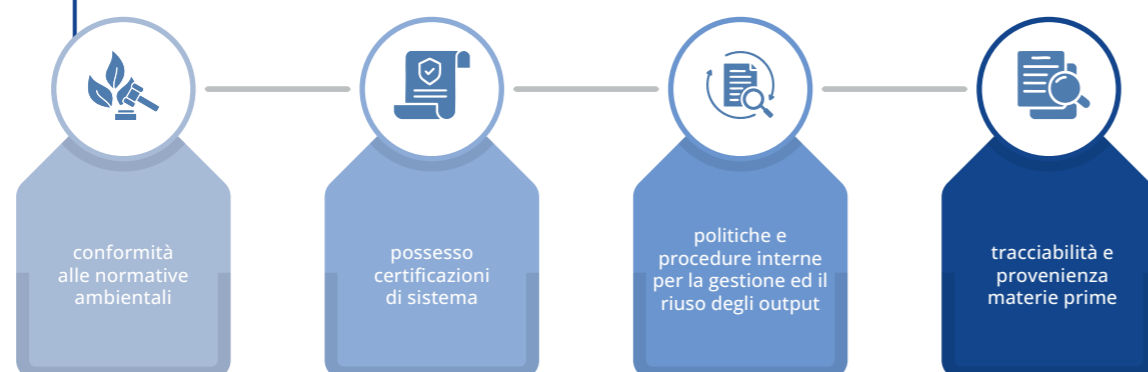 conformità
alle normative
ambientali
possesso
certificazioni
di sistema
politiche e
procedure interne
per la gestione ed il
riuso degli output
tracciabilità e
provenienza
materie prime